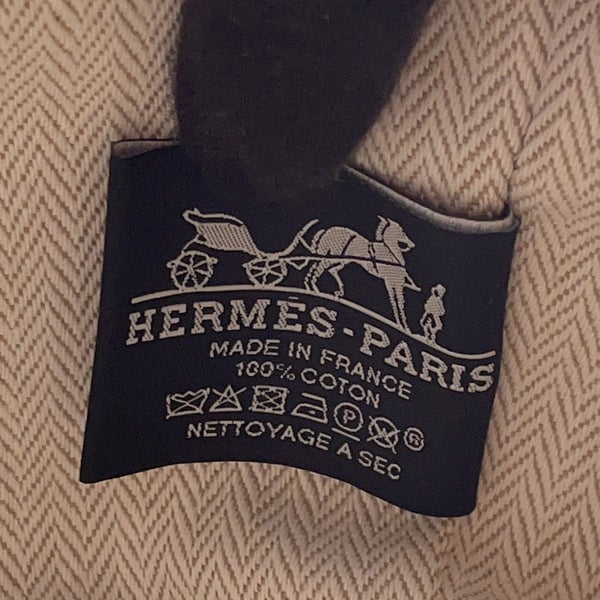 HERMÈS-PARIS
MADE IN FRANCE
100% COTON
P W ®
NETTOYAGE A SEC